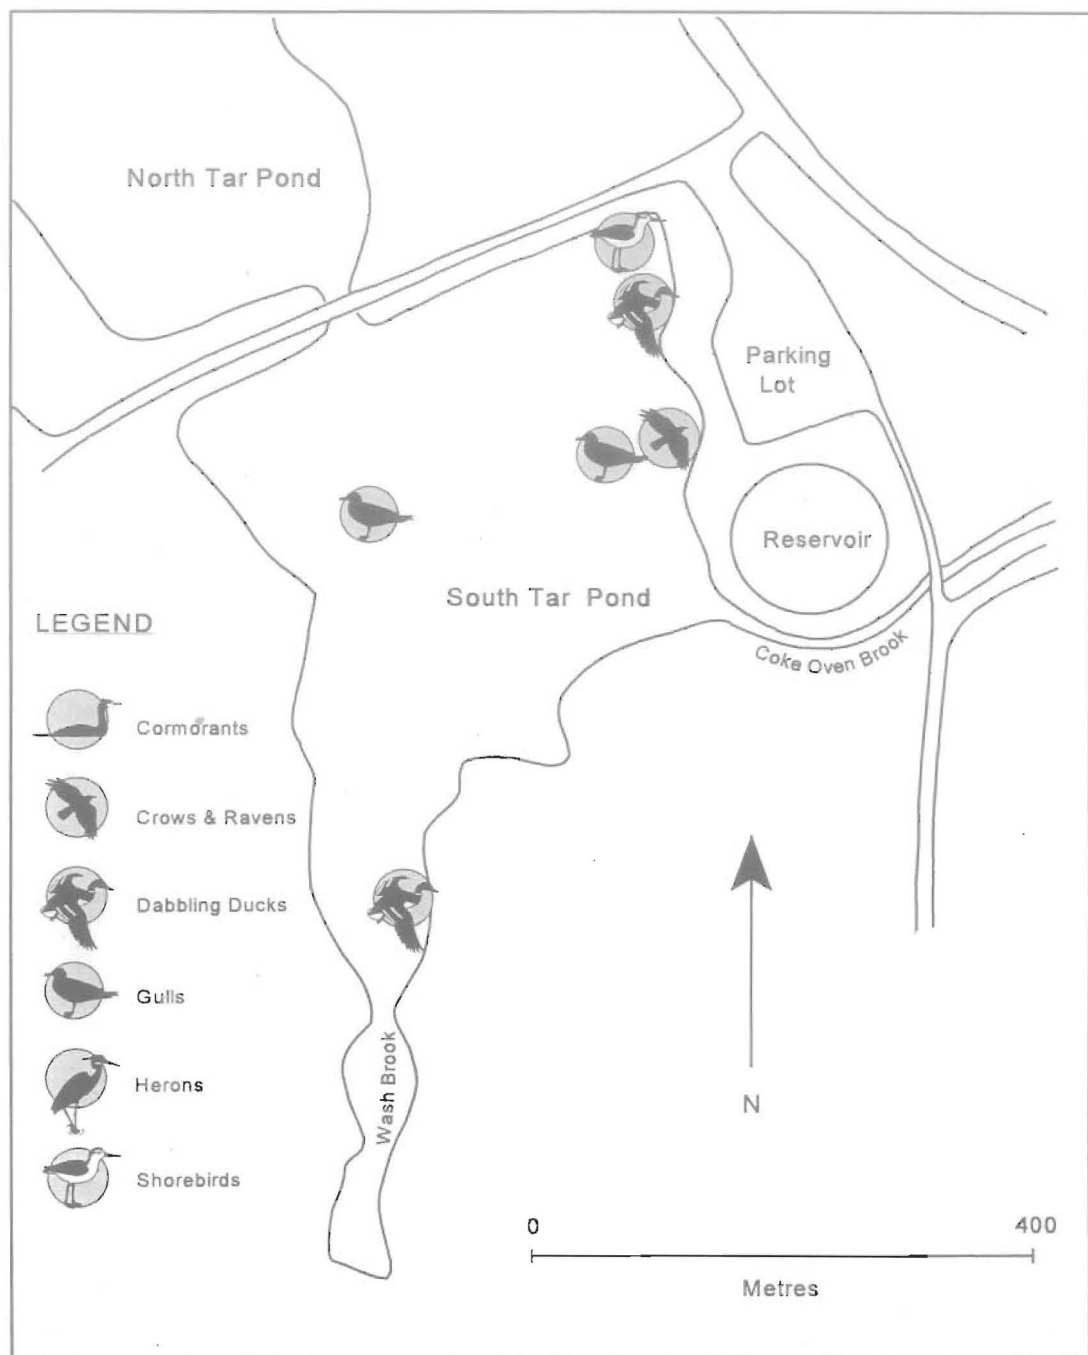 North Tar Pond
Parking
Lot
Reservoir
South Tar Pond
Coke Oven Brook
LEGEND
Cormorants
Crows & Ravens
Dabbling Ducks
Gulls
Herons
Shorebirds
Wash Brook
N
0 400
Metres